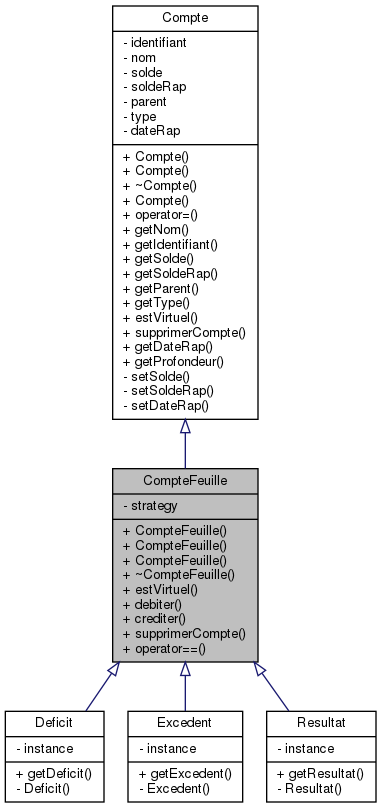 Compte
- identifiant
- nom
- solde
- soldeRap
- parent
- type
- dateRap
+ Compte()
+ Compte()
+ ~Compte()
+ Compte()
+ operator=()
+ getNom()
+ getIdentifiant()
+ getSolde()
+ getSoldeRap()
+ getParent()
+ getType()
+ estVirtuel()
+ supprimerCompte()
+ getDateRap()
+ getProfondeur()
- setSolde()
- setSoldeRap()
- setDateRap()
CompteFeuille
- strategy
+ CompteFeuille()
+ CompteFeuille()
+ CompteFeuille()
+ ~CompteFeuille()
+ estVirtuel()
+ debiter()
+ crediter()
+ supprimerCompte()
+ operator==()
Deficit
- instance
+ getDeficit()
- Deficit()
Excedent
- instance
+ getExcedent()
- Excedent()
Resultat
- instance
+ getResultat()
- Resultat()